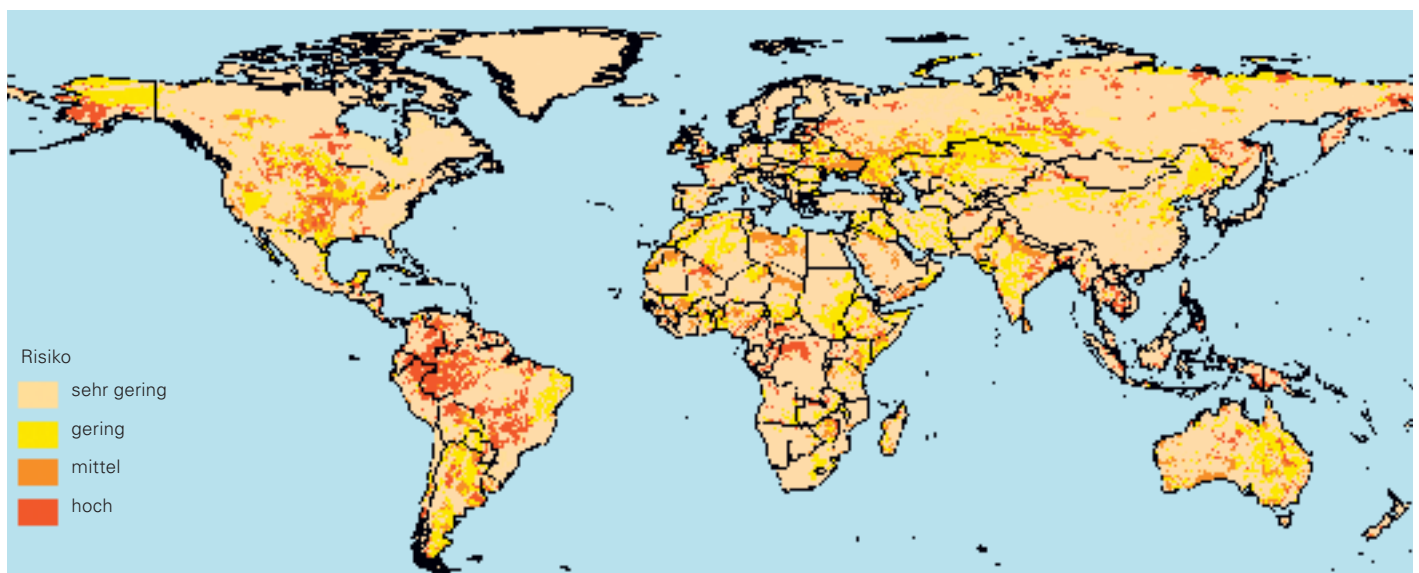 Risiko
sehr gering
gering
mittel
hoch